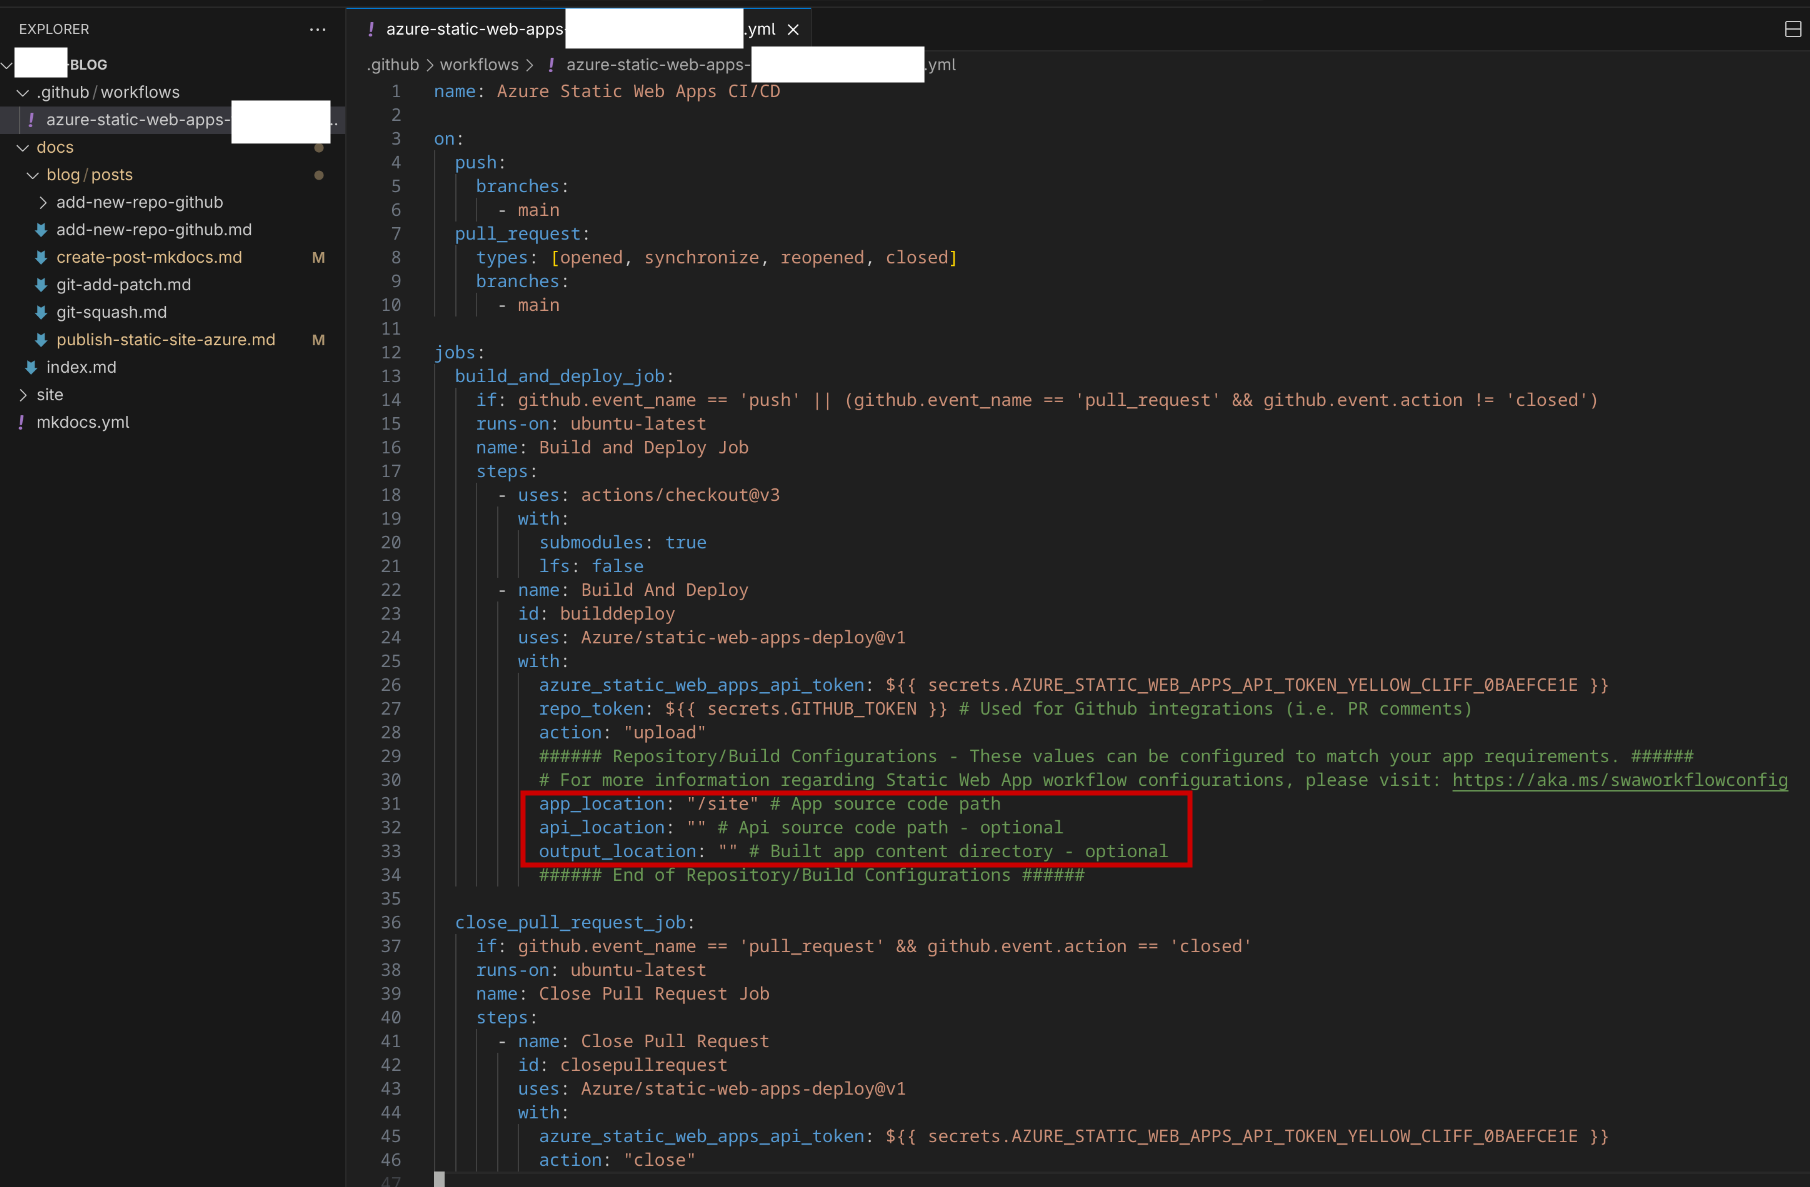 EXPLORER ···
-BLOG
.github/workflows
azure-static-web-apps- ..
docs
blog/posts
add-new-repo-github
add-new-repo-github.md
create-post-mkdocs.md M
git-add-patch.md
git-squash.md
publish-static-site-azure.md M
index.md
site
! mkdocs.yml
! azure-static-web-apps- .yml ×
.github > workflows > ! azure-static-web-apps- .yml
1 name: Azure Static Web Apps CI/CD
2
3 on:
4 push:
5 branches:
6 - main
7 pull_request:
8 types: [opened, synchronize, reopened, closed]
9 branches:
10 - main
11
12 jobs:
13 build_and_deploy_job:
14 if: github.event_name == 'push' || (github.event_name == 'pull_request' && github.event.action != 'closed')
15 runs-on: ubuntu-latest
16 name: Build and Deploy Job
17 steps:
18 - uses: actions/checkout@v3
19 with:
20 submodules: true
21 lfs: false
22 - name: Build And Deploy
23 id: builddeploy
24 uses: Azure/static-web-apps-deploy@v1
25 with:
26 azure_static_web_apps_api_token: ${{ secrets.AZURE_STATIC_WEB_APPS_API_TOKEN_YELLOW_CLIFF_0BAEFCE1E }}
27 repo_token: ${{ secrets.GITHUB_TOKEN }} # Used for Github integrations (i.e. PR comments)
28 action: "upload"
29 ###### Repository/Build Configurations - These values can be configured to match your app requirements. ######
30 # For more information regarding Static Web App workflow configurations, please visit: https://aka.ms/swaworkflowconfig
31 app_location: "/site" # App source code path
32 api_location: "" # Api source code path - optional
33 output_location: "" # Built app content directory - optional
34 ###### End of Repository/Build Configurations ######
35
36 close_pull_request_job:
37 if: github.event_name == 'pull_request' && github.event.action == 'closed'
38 runs-on: ubuntu-latest
39 name: Close Pull Request Job
40 steps:
41 - name: Close Pull Request
42 id: closepullrequest
43 uses: Azure/static-web-apps-deploy@v1
44 with:
45 azure_static_web_apps_api_token: ${{ secrets.AZURE_STATIC_WEB_APPS_API_TOKEN_YELLOW_CLIFF_0BAEFCE1E }}
46 action: "close"
47